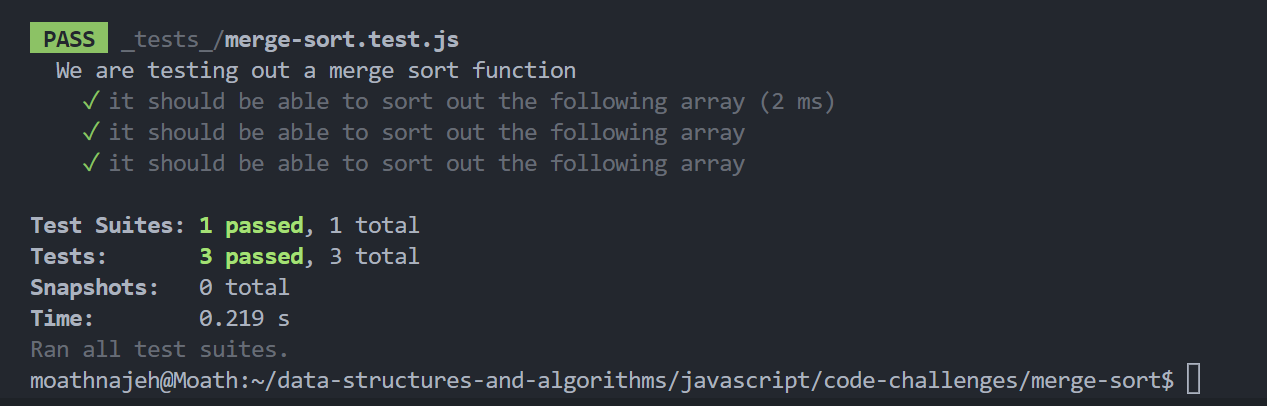 PASS _tests_/merge-sort.test.js
We are testing out a merge sort function
✓ it should be able to sort out the following array (2 ms)
✓ it should be able to sort out the following array
✓ it should be able to sort out the following array
Test Suites: 1 passed, 1 total
Tests: 3 passed, 3 total
Snapshots: 0 total
Time: 0.219 s
Ran all test suites.
moathnajeh@Moath:~/data-structures-and-algorithms/javascript/code-challenges/merge-sort$